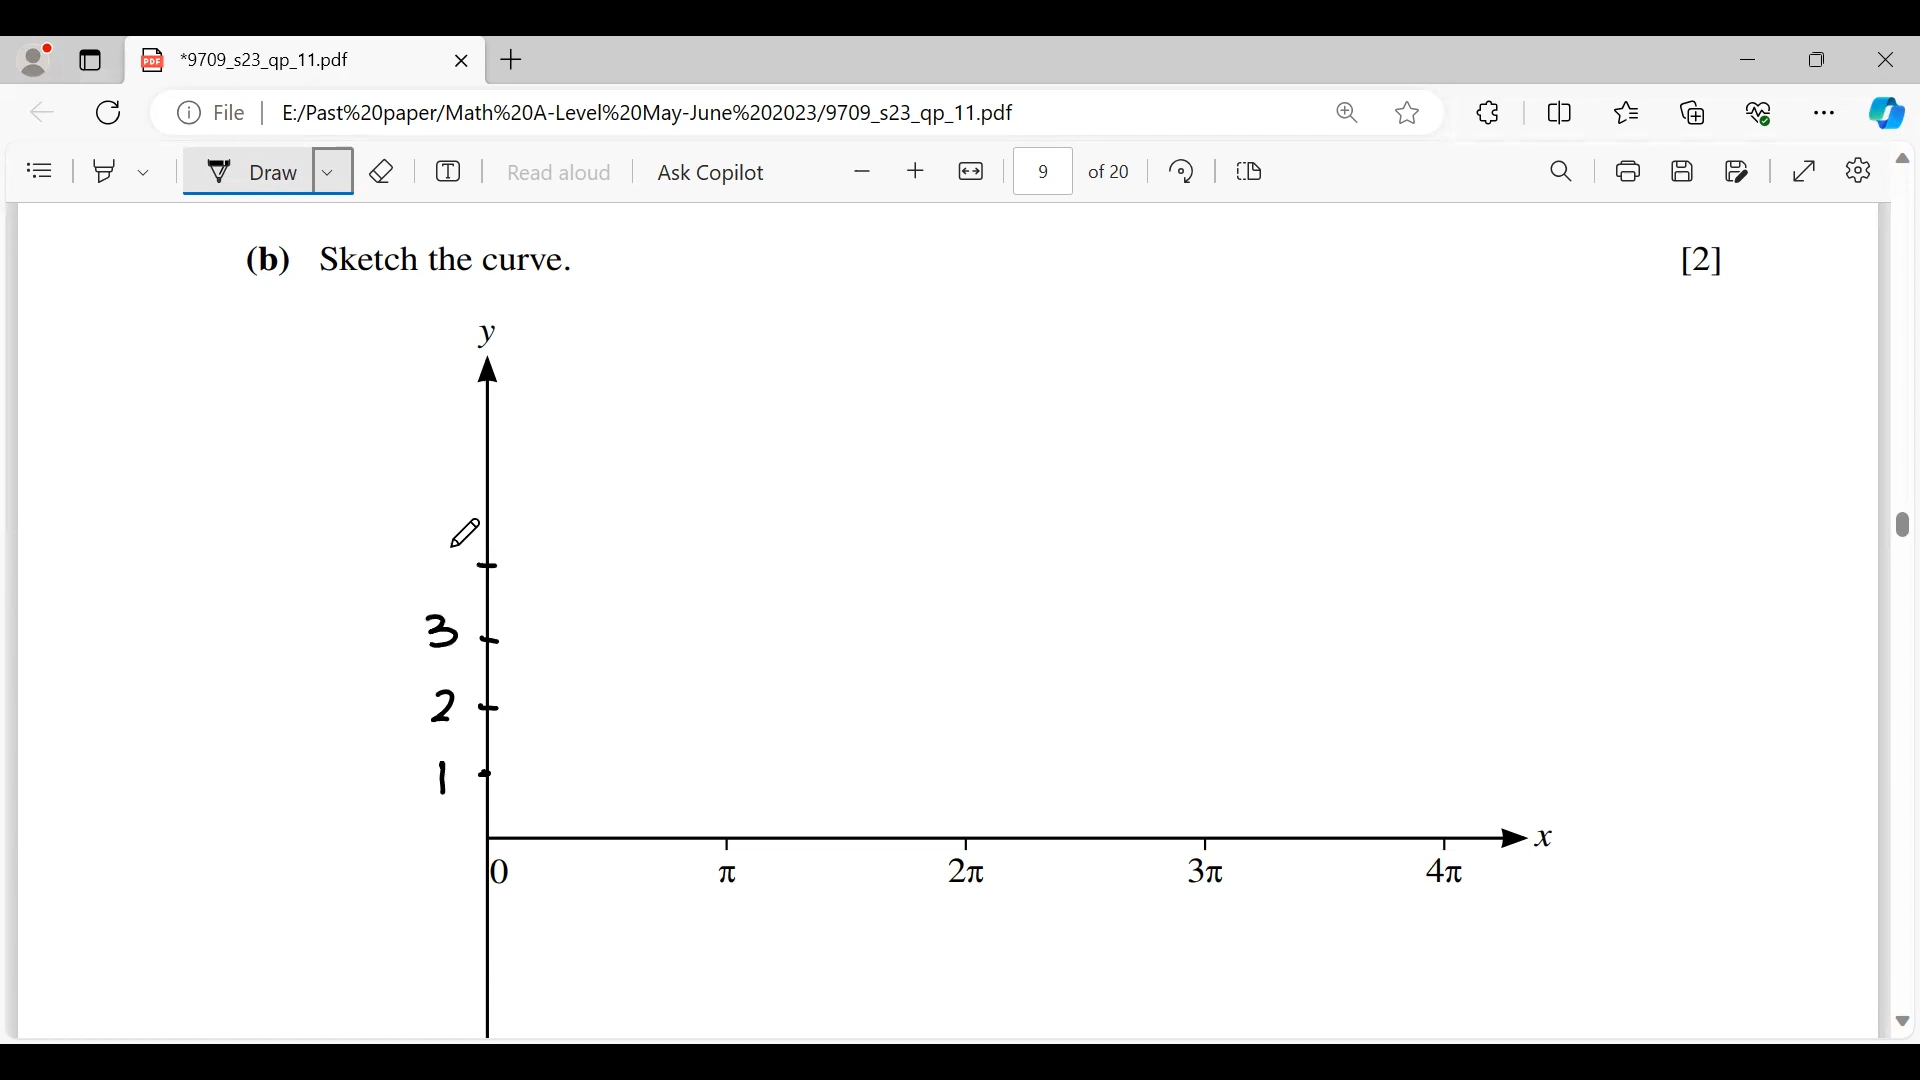 *9709_s23_qp_11.pdf
File E:/Past%20paper/Math%20A-Level%20May-June%202023/9709_s23_qp_11.pdf
Draw Read aloud Ask Copilot 9 of 20
(b) Sketch the curve. [2]
y
3
2
1
x
0 π 2π 3π 4π